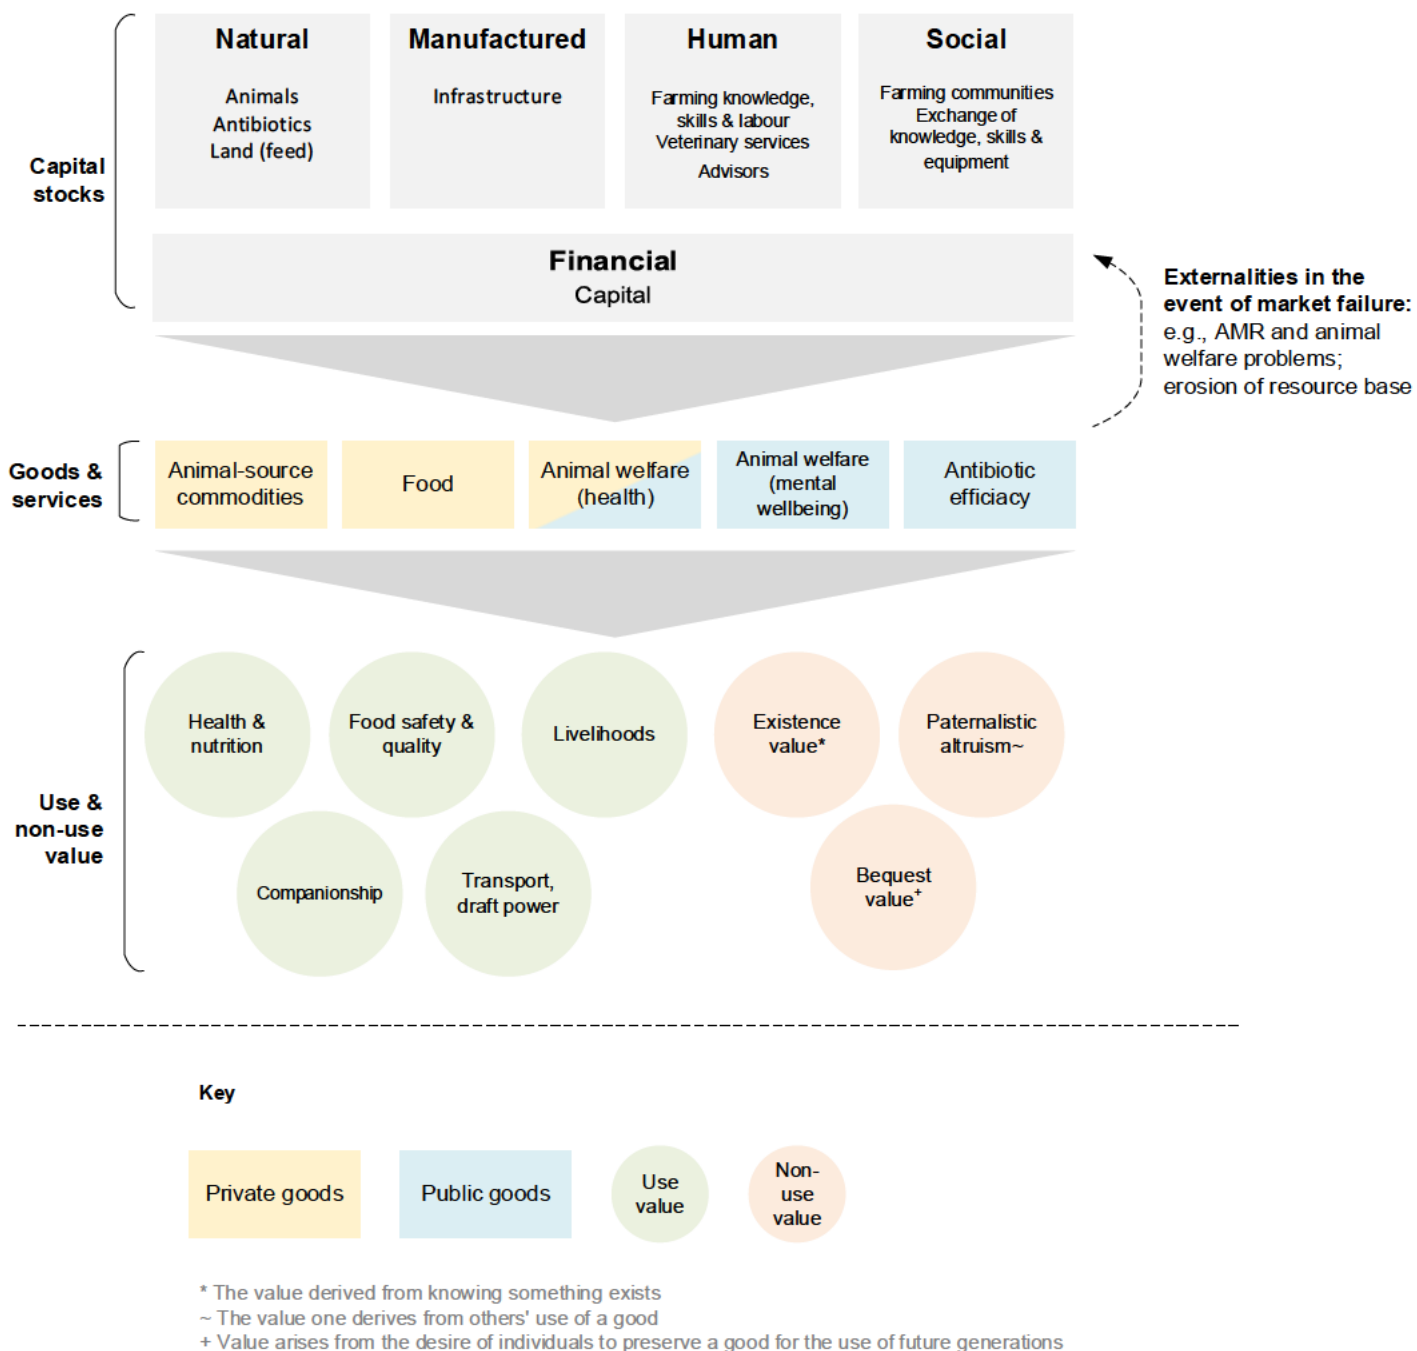 Natural
Animals
Antibiotics
Land (feed)
Manufactured
Infrastructure
Human
Farming knowledge,
skills & labour
Veterinary services
Advisors
Social
Farming communities
Exchange of
knowledge, skills &
equipment
Capital
stocks
Financial
Capital
Externalities in the
event of market failure:
e.g., AMR and animal
welfare problems;
erosion of resource base
Goods &
services
Animal-source
commodities
Food
Animal welfare
(health)
Animal welfare
(mental
wellbeing)
Antibiotic
efficiacy
Use &
non-use
value
Health &
nutrition
Food safety &
quality
Livelihoods
Existence
value*
Paternalistic
altruism~
Companionship
Transport,
draft power
Bequest
value+
Key
Private goods
Public goods
Use
value
Non-
use
value
* The value derived from knowing something exists
~ The value one derives from others' use of a good
+ Value arises from the desire of individuals to preserve a good for the use of future generations